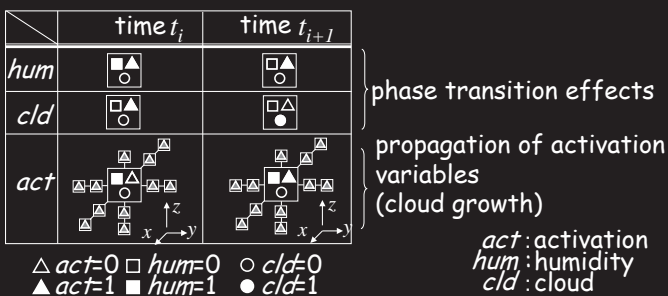 time t_i time t_{i+1}
hum
phase transition effects
cld
propagation of activation
variables
act
(cloud growth)
z z
x y x y
act: activation
△ act=0 □ hum=0 ○ cld=0
hum: humidity
▲ act=1 ■ hum=1 ● cld=1
cld: cloud